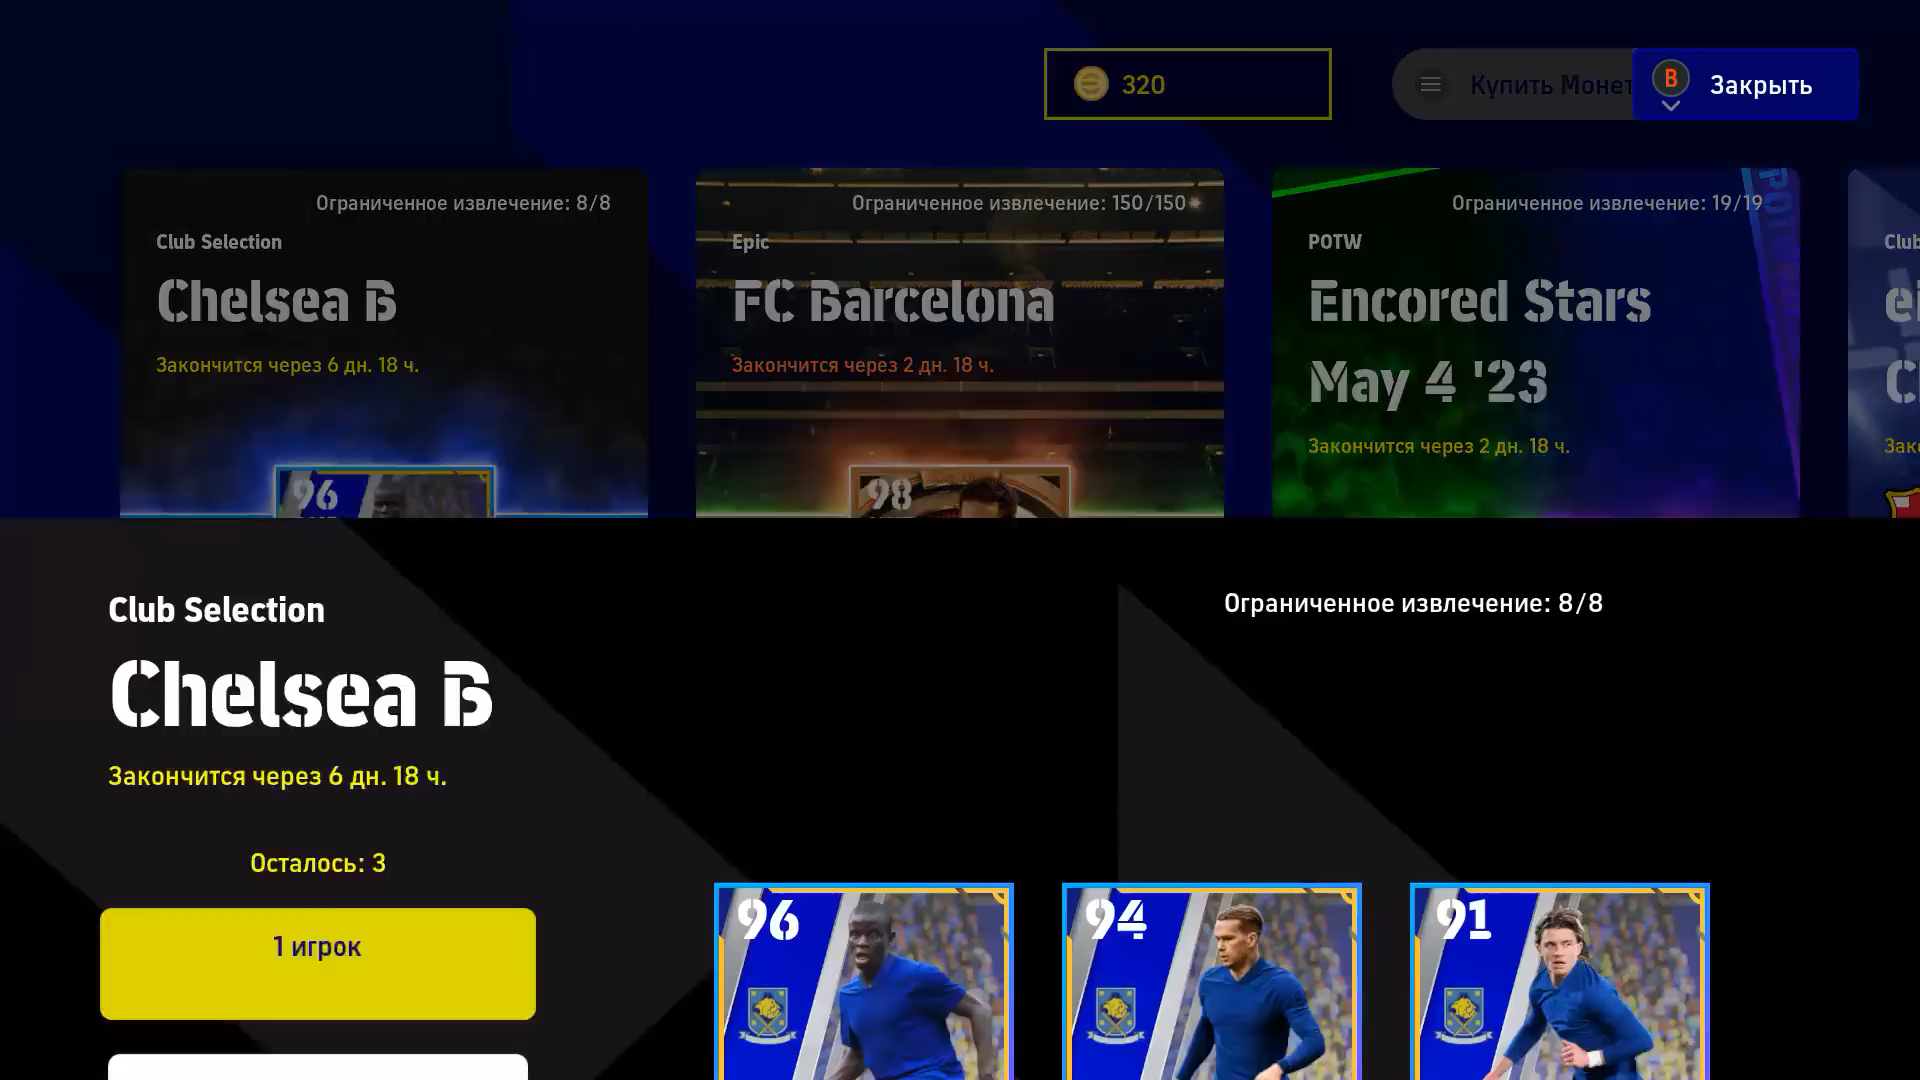 320
Купить Монет
B
Закрыть
Ограниченное извлечение: 8/8
Club Selection
Chelsea B
Закончится через 6 дн. 18 ч.
96
Ограниченное извлечение: 150/150
Epic
FC Barcelona
Закончится через 2 дн. 18 ч.
98
Ограниченное извлечение: 19/19
POTW
Encored Stars
May 4 '23
Закончится через 2 дн. 18 ч.
Club Selection
Chelsea B
Закончится через 6 дн. 18 ч.
Ограниченное извлечение: 8/8
Осталось: 3
1 игрок
96
94
91